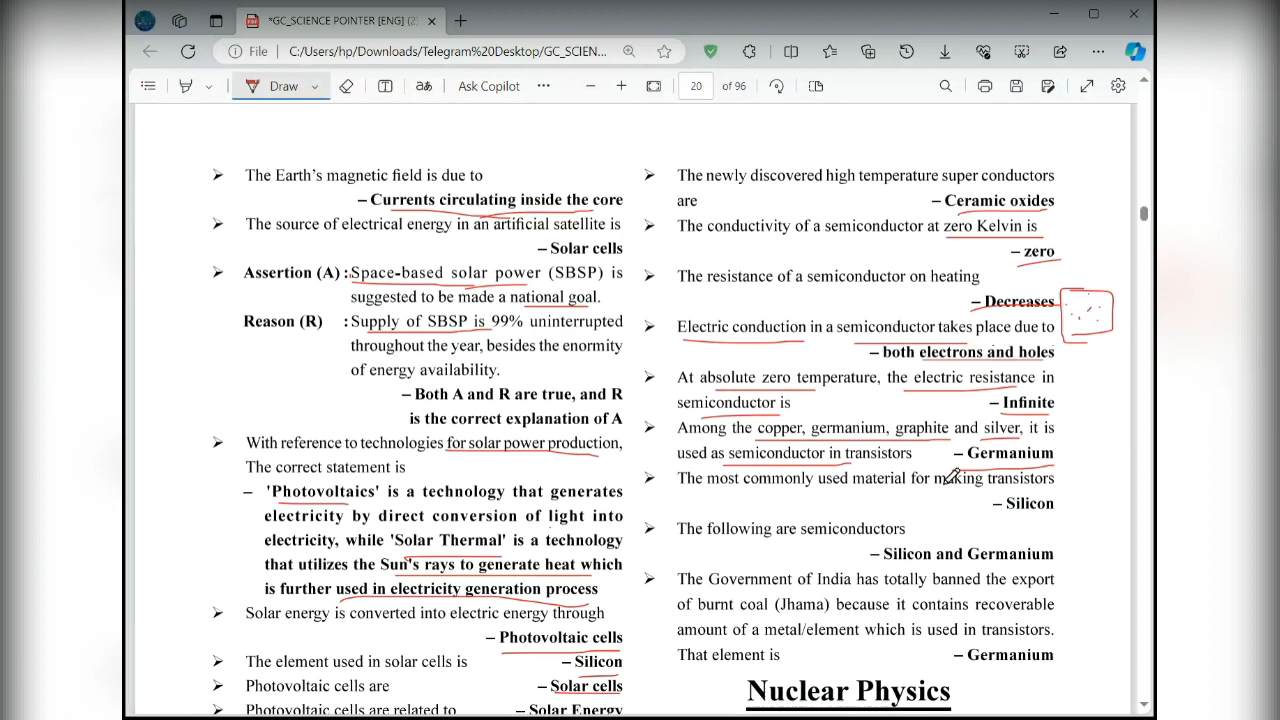 *GC_SCIENCE POINTER [ENG] (2)
File C:/Users/hp/Downloads/Telegram%20Desktop/GC_SCIEN...
Draw Ask Copilot 20 of 96
➢ The Earth's magnetic field is due to
– Currents circulating inside the core
➢ The source of electrical energy in an artificial satellite is
– Solar cells
➢ Assertion (A) : Space-based solar power (SBSP) is
suggested to be made a national goal.
Reason (R) : Supply of SBSP is 99% uninterrupted
throughout the year, besides the enormity
of energy availability.
– Both A and R are true, and R
is the correct explanation of A
➢ With reference to technologies for solar power production,
The correct statement is
– 'Photovoltaics' is a technology that generates
electricity by direct conversion of light into
electricity, while 'Solar Thermal' is a technology
that utilizes the Sun's rays to generate heat which
is further used in electricity generation process
➢ Solar energy is converted into electric energy through
– Photovoltaic cells
➢ The element used in solar cells is – Silicon
➢ Photovoltaic cells are – Solar cells
➢ Photovoltaic cells are related to – Solar Energy
➢ The newly discovered high temperature super conductors
are – Ceramic oxides
➢ The conductivity of a semiconductor at zero Kelvin is
– zero
➢ The resistance of a semiconductor on heating
– Decreases
➢ Electric conduction in a semiconductor takes place due to
– both electrons and holes
➢ At absolute zero temperature, the electric resistance in
semiconductor is – Infinite
➢ Among the copper, germanium, graphite and silver, it is
used as semiconductor in transistors – Germanium
➢ The most commonly used material for making transistors
– Silicon
➢ The following are semiconductors
– Silicon and Germanium
➢ The Government of India has totally banned the export
of burnt coal (Jhama) because it contains recoverable
amount of a metal/element which is used in transistors.
That element is – Germanium
Nuclear Physics